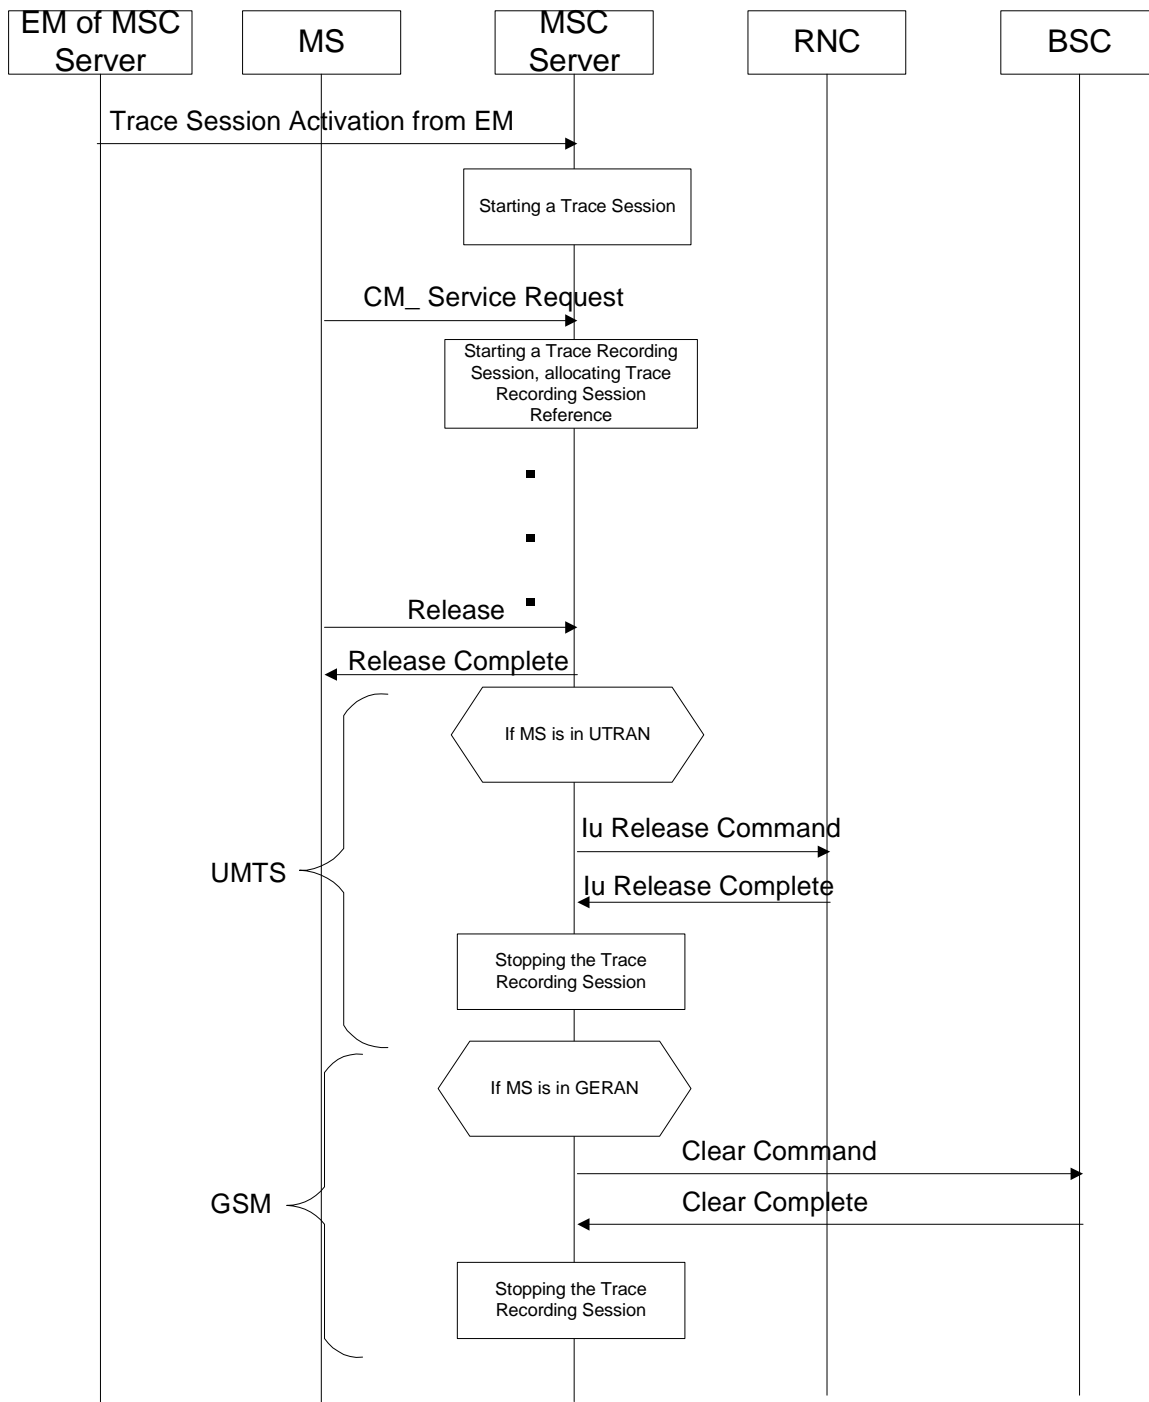 EM of MSC
Server
MS
MSC
Server
RNC
BSC
Trace Session Activation from EM
Starting a Trace Session
CM_ Service Request
Starting a Trace Recording
Session, allocating Trace
Recording Session
Reference
Release
Release Complete
If MS is in UTRAN
Iu Release Command
UMTS
Iu Release Complete
Stopping the Trace
Recording Session
If MS is in GERAN
Clear Command
GSM
Clear Complete
Stopping the Trace
Recording Session